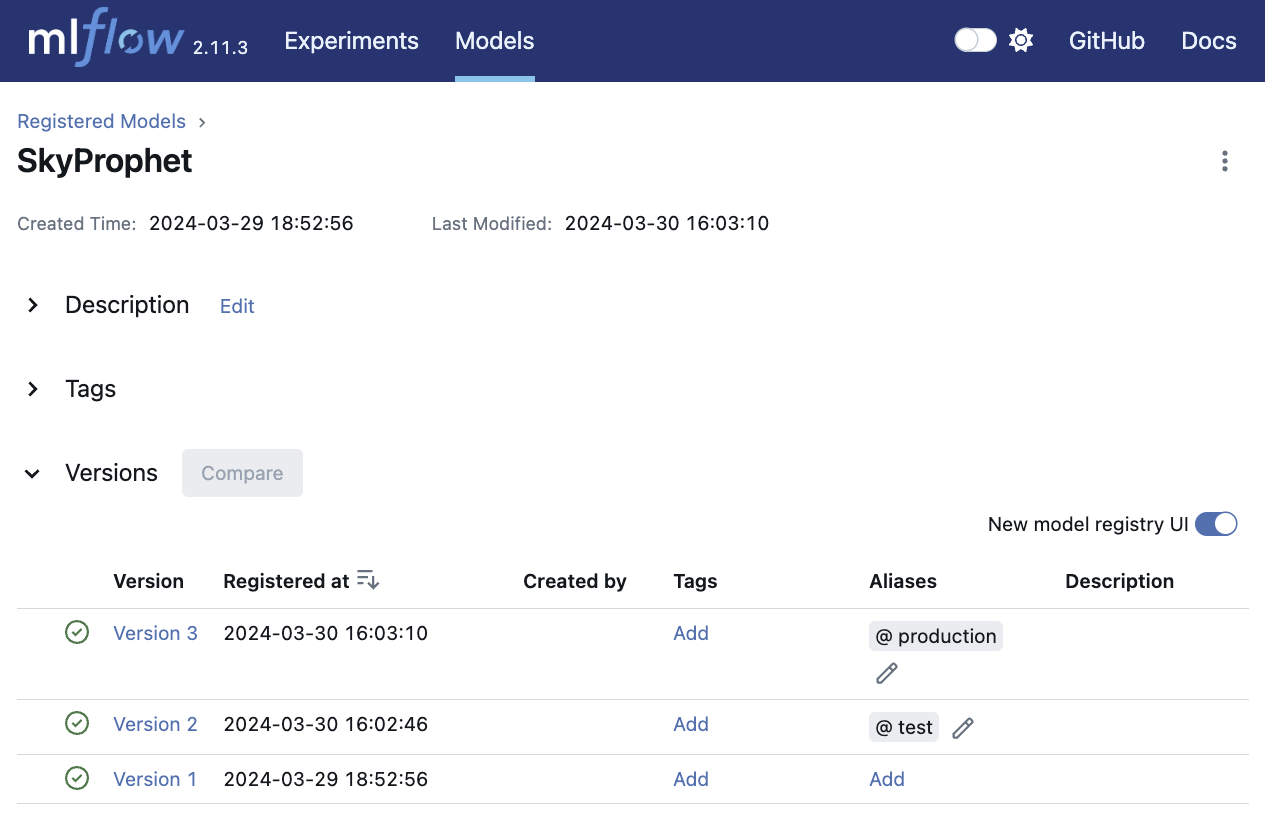 mlflow 2.11.3 Experiments Models GitHub Docs
Registered Models
SkyProphet
Created Time: 2024-03-29 18:52:56 Last Modified: 2024-03-30 16:03:10
Description Edit
Tags
Versions Compare
New model registry UI
Version Registered at Created by Tags Aliases Description
Version 3 2024-03-30 16:03:10 Add @ production
Version 2 2024-03-30 16:02:46 Add @ test
Version 1 2024-03-29 18:52:56 Add Add